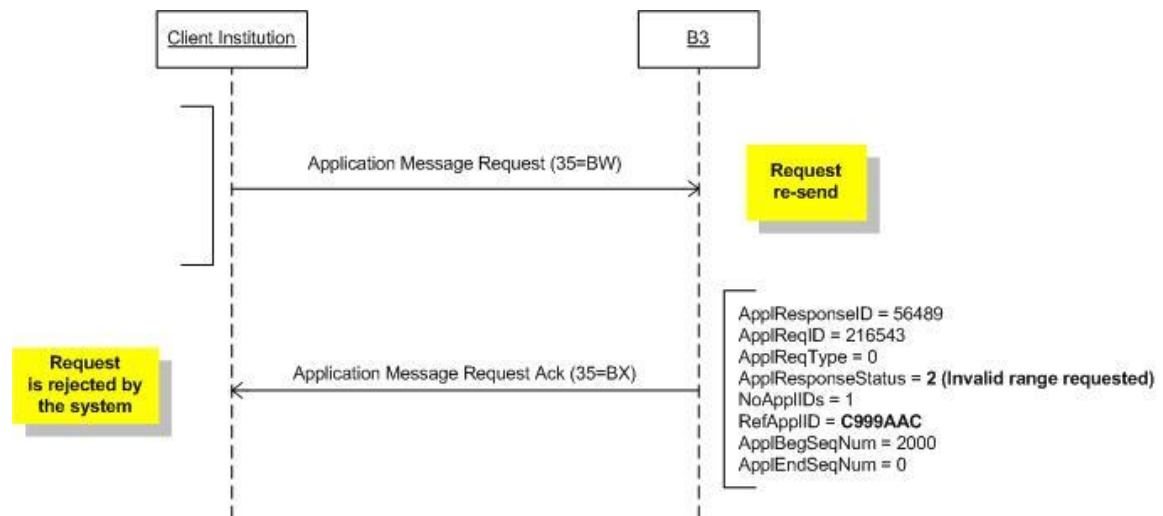 Client Institution
B3
Application Message Request (35=BW)
Request
re-send
ApplResponseID = 56489
ApplReqID = 216543
ApplReqType = 0
ApplResponseStatus = 2 (Invalid range requested)
NoApplIDs = 1
RefApplID = C999AAC
ApplBegSeqNum = 2000
ApplEndSeqNum = 0
Request
is rejected by
the system
Application Message Request Ack (35=BX)